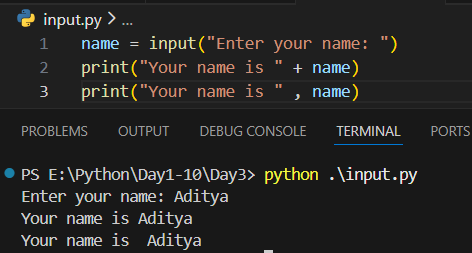 input.py > ...
1 name = input("Enter your name: ")
2 print("Your name is " + name)
3 print("Your name is " , name)
PROBLEMS OUTPUT DEBUG CONSOLE TERMINAL PORTS
PS E:\Python\Day1-10\Day3> python .\input.py
Enter your name: Aditya
Your name is Aditya
Your name is  Aditya